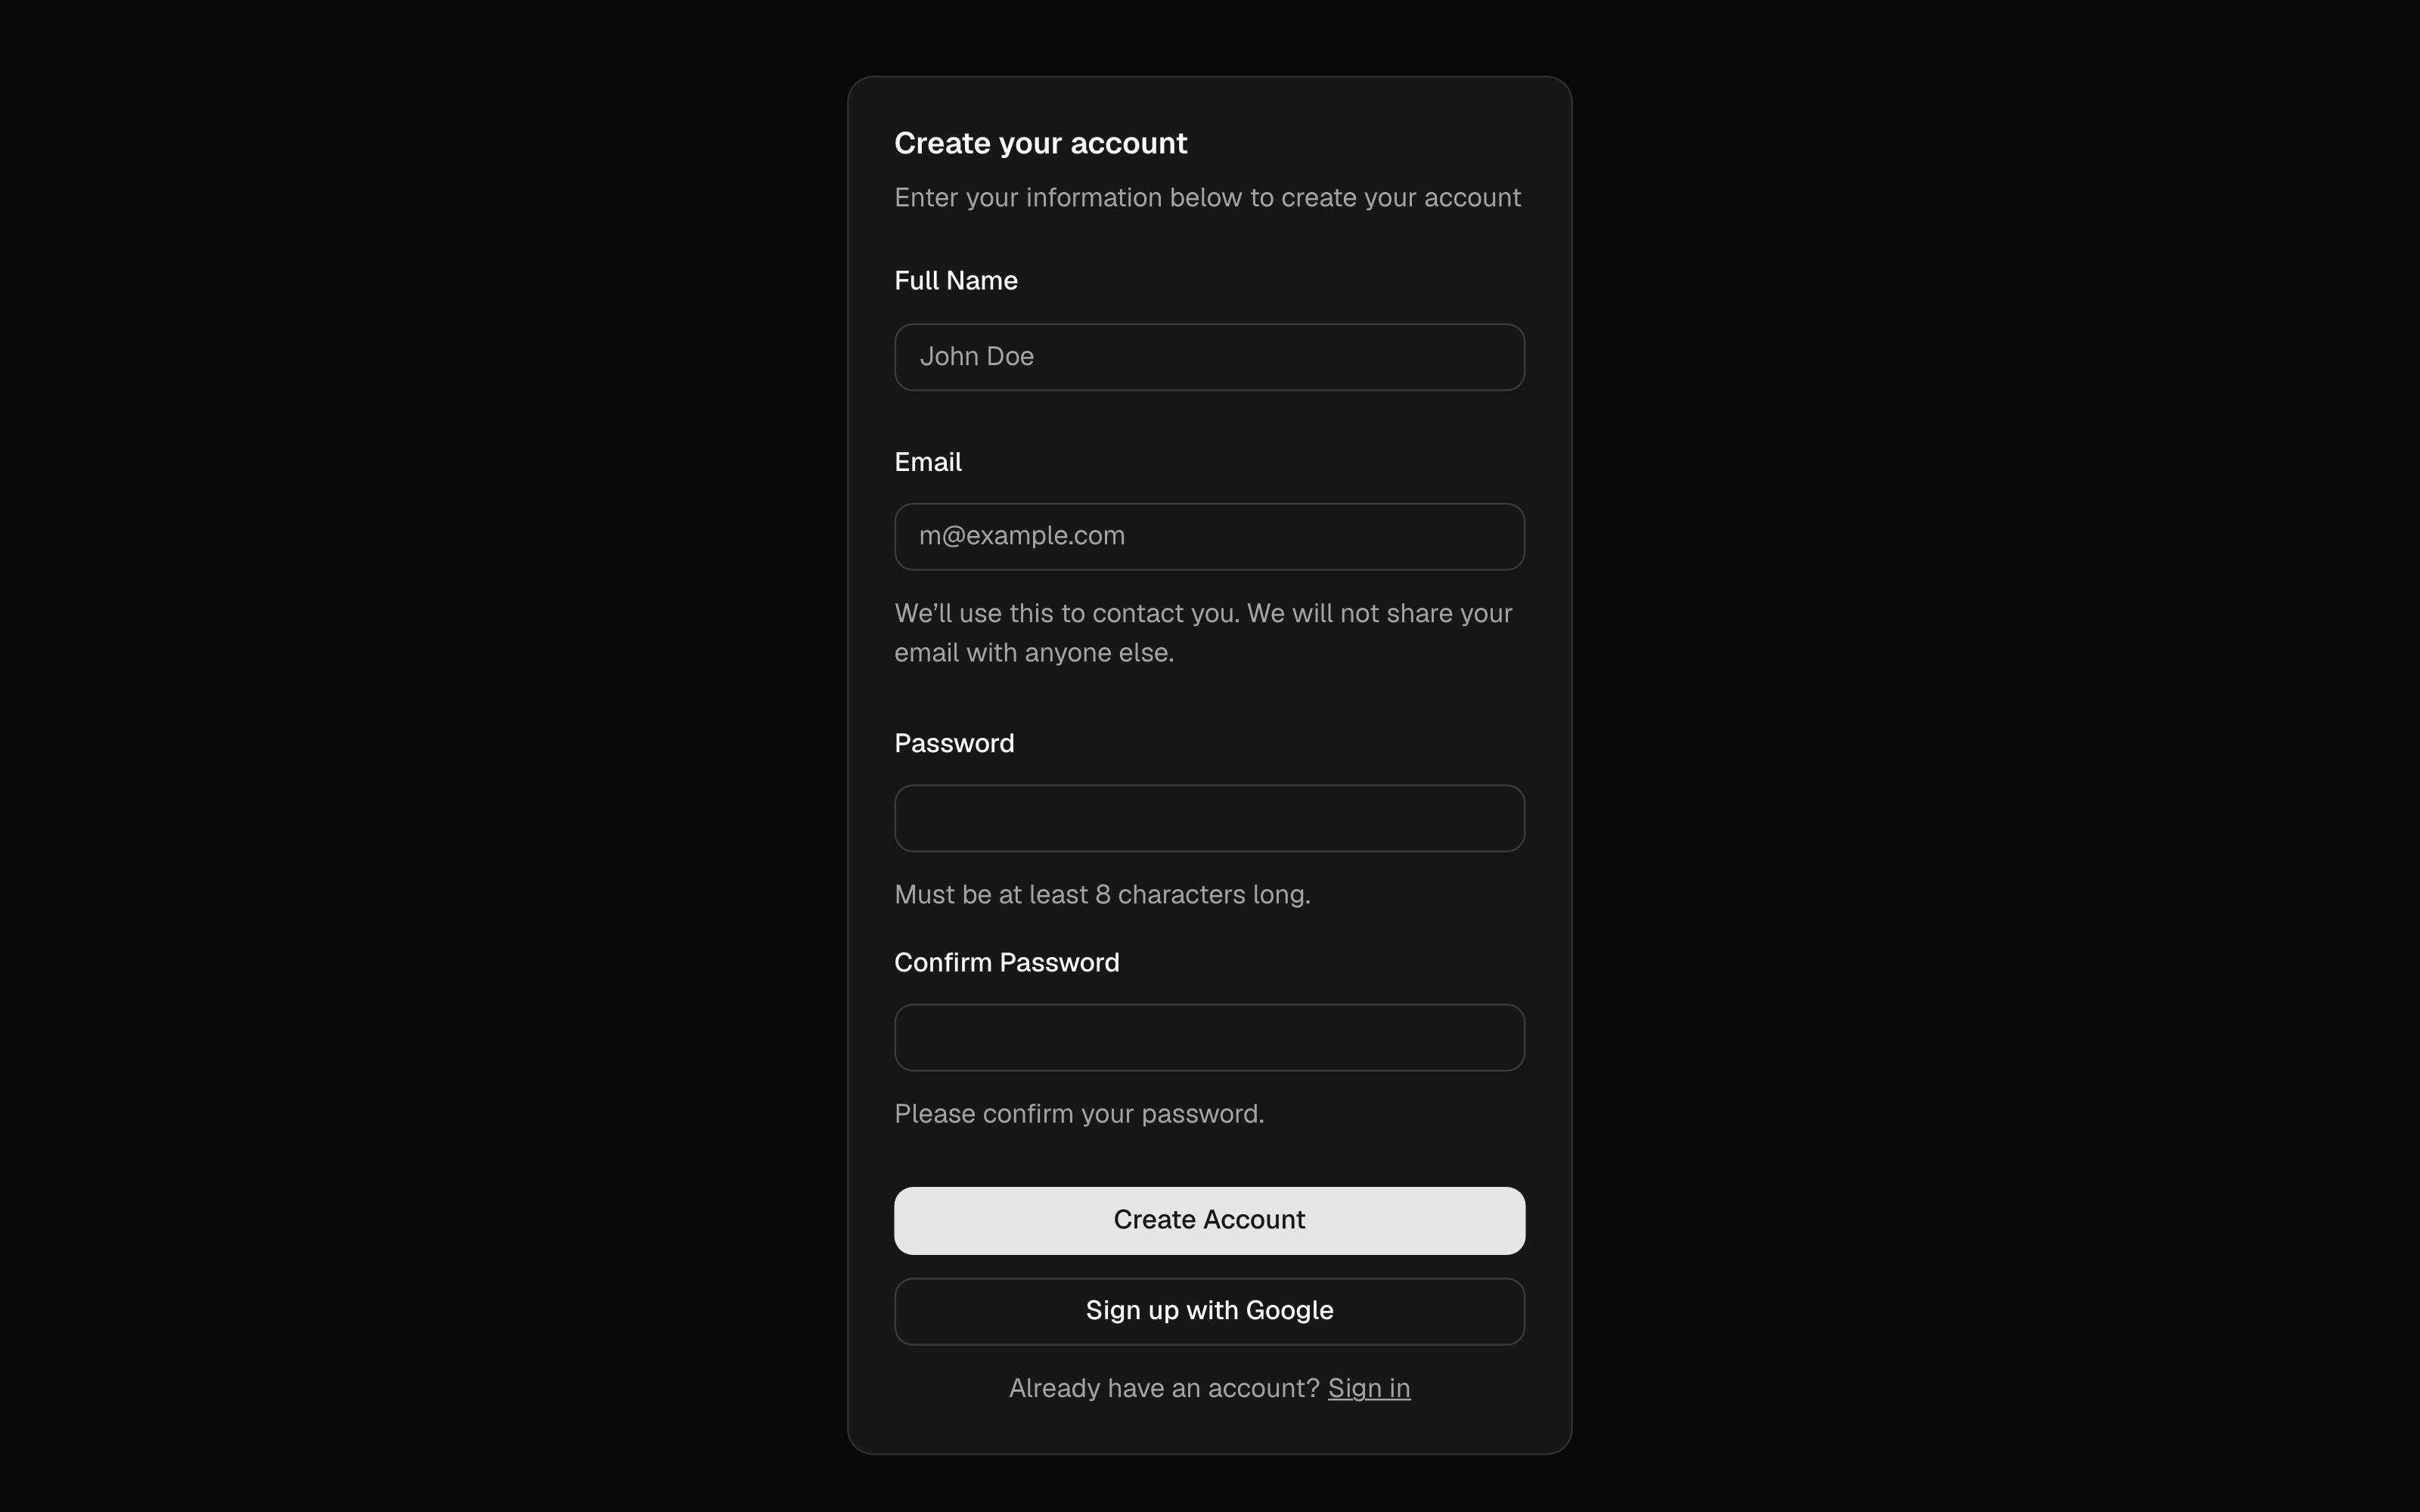 Create your account
Enter your information below to create your account
Full Name
John Doe
Email
m@example.com
We’ll use this to contact you. We will not share your
email with anyone else.
Password
Must be at least 8 characters long.
Confirm Password
Please confirm your password.
Create Account
Sign up with Google
Already have an account? Sign in